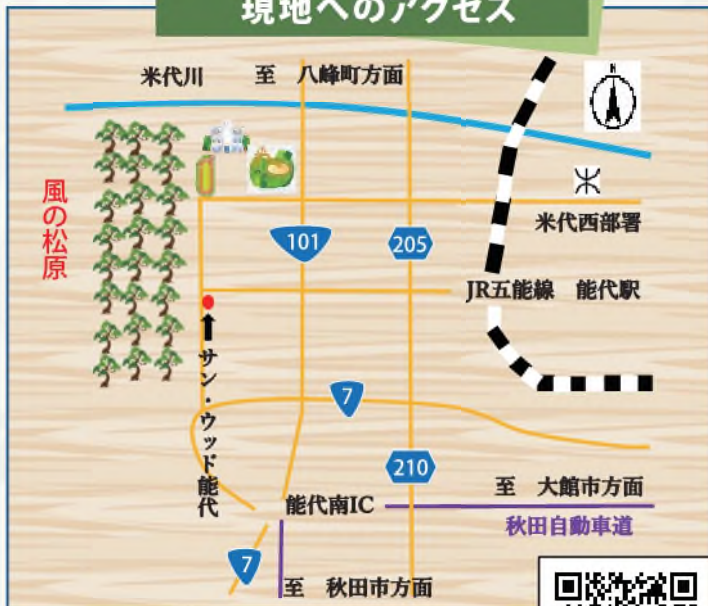 現地へのアクセス
米代川
至　八峰町方面
N
風の松原
米代西部署
101
205
JR五能線　能代駅
サン・ウッド能代
7
210
至　大館市方面
能代南IC
秋田自動車道
7
至　秋田市方面